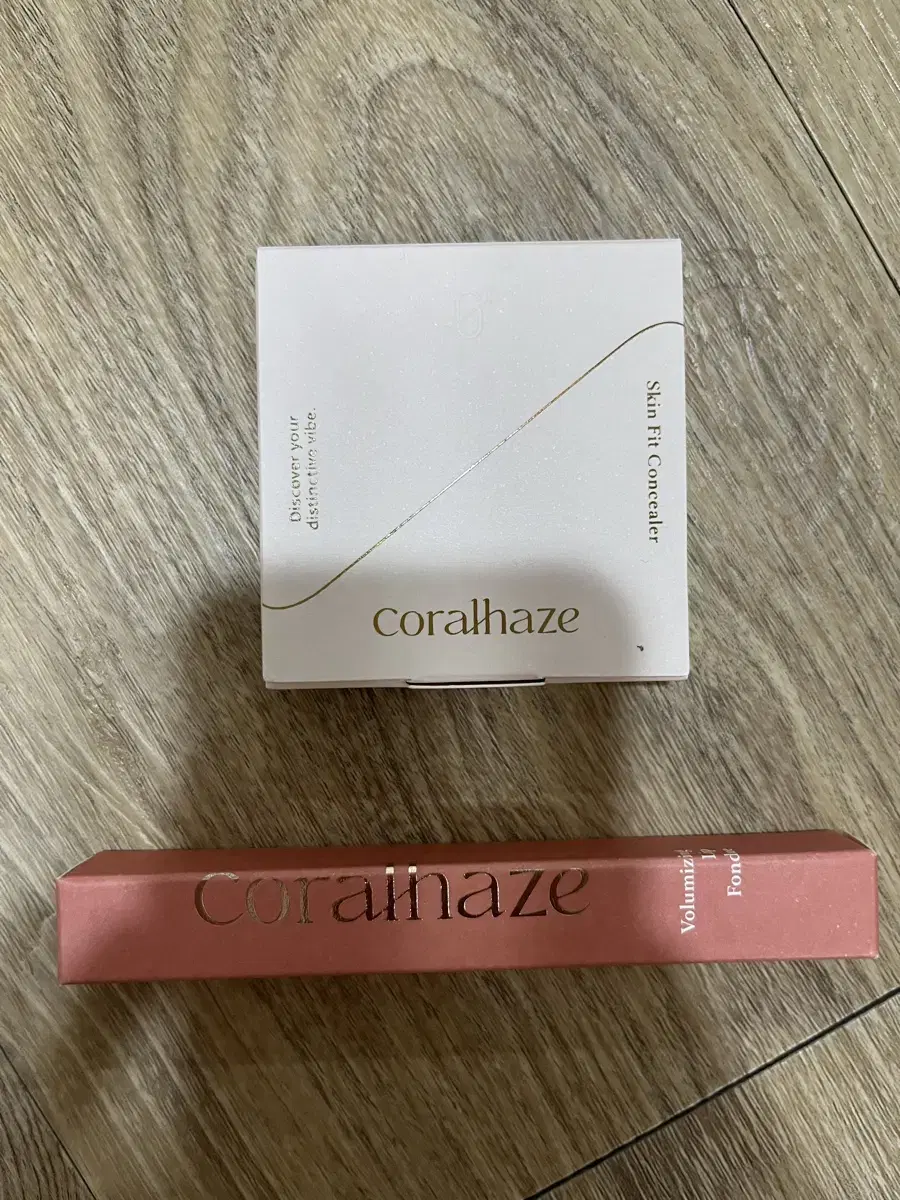 Discover your
distinctive vibe.
Skin Fit Concealer
coralhaze
Coralhaze